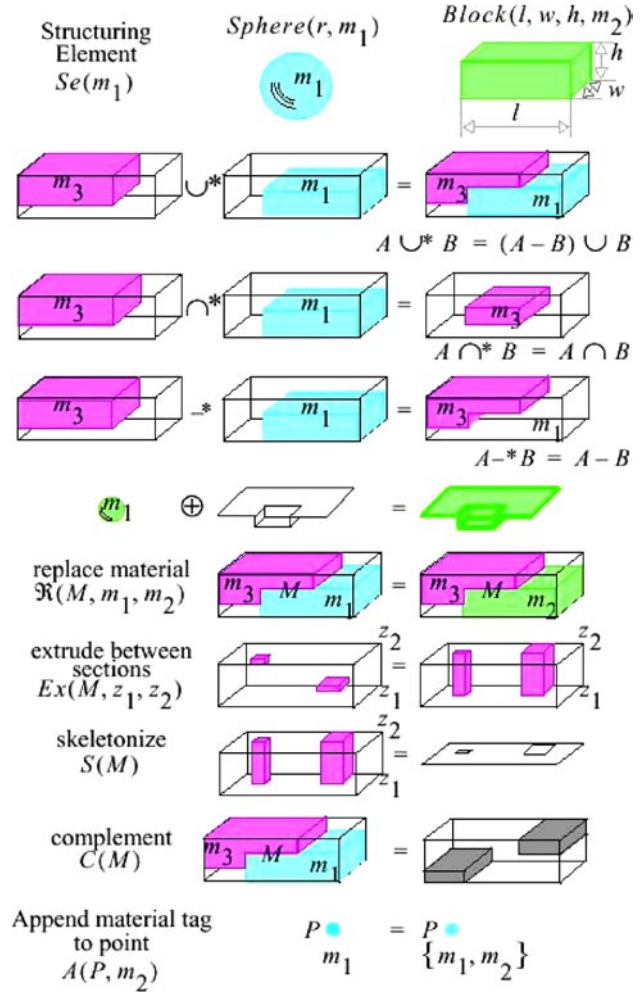 Structuring
Element
Se(m₁)
Sphere(r, m₁)
m₁
Block(l, w, h, m₂)
h
w
l
m₃ ∪* m₁ = m₃ m₁
A ∪* B = (A – B) ∪ B
m₃ ∩* m₁ = m₃
A ∩* B = A ∩ B
m₃ –* m₁ = m₃ m₁
A–*B = A – B
m₁ ⊕ =
replace material
ℜ(M, m₁, m₂)
m₃ M m₁ = m₃ M m₂
extrude between
sections
Ex(M, z₁, z₂)
z₂ = z₂
z₁ z₁
skeletonize
S(M)
z₂ =
z₁
complement
C(M)
m₃ M m₁ =
Append material tag
to point
A(P, m₂)
P = P
m₁ {m₁, m₂}